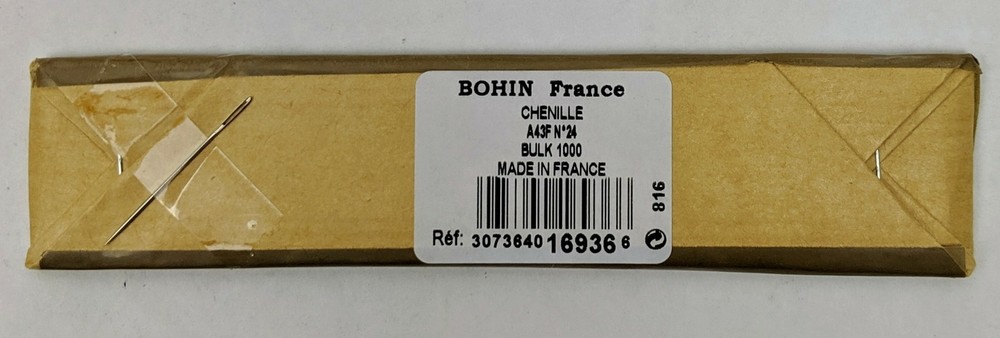 BOHIN France
CHENILLE
A43F N°24
BULK 1000
MADE IN FRANCE
816
Réf: 3073640 16936 6